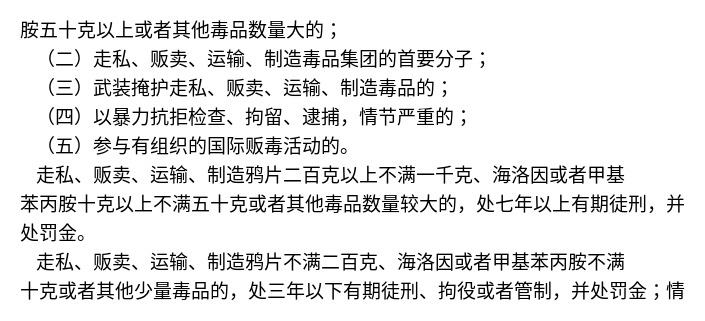 胺五十克以上或者其他毒品数量大的；
（二）走私、贩卖、运输、制造毒品集团的首要分子；
（三）武装掩护走私、贩卖、运输、制造毒品的；
（四）以暴力抗拒检查、拘留、逮捕，情节严重的；
（五）参与有组织的国际贩毒活动的。
走私、贩卖、运输、制造鸦片二百克以上不满一千克、海洛因或者甲基
苯丙胺十克以上不满五十克或者其他毒品数量较大的，处七年以上有期徒刑，并
处罚金。
走私、贩卖、运输、制造鸦片不满二百克、海洛因或者甲基苯丙胺不满
十克或者其他少量毒品的，处三年以下有期徒刑、拘役或者管制，并处罚金；情